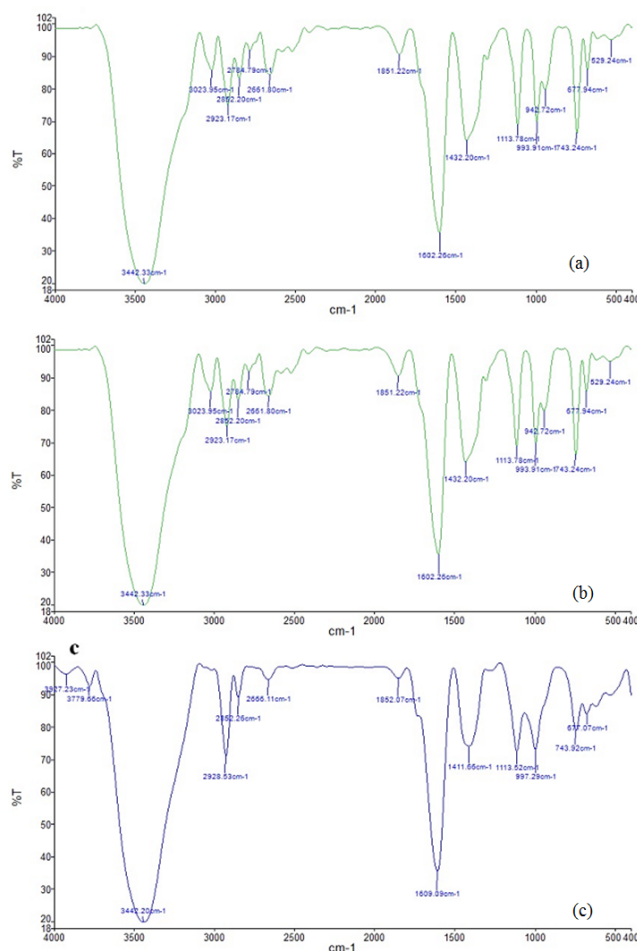 102
100
90
80
70
60
50
40
30
20
18
%T
4000
3500
3000
2500
2000
1500
1000
500
400
cm-1
3442.33cm-1
3023.95cm-1
2923.17cm-1
2852.20cm-1
2784.79cm-1
2661.80cm-1
1851.22cm-1
1602.26cm-1
1432.20cm-1
1113.78cm-1
993.91cm-1
942.72cm-1
743.24cm-1
677.94cm-1
529.24cm-1
(a)
102
100
90
80
70
60
50
40
30
20
18
%T
4000
3500
3000
2500
2000
1500
1000
500
400
cm-1
3442.33cm-1
3023.95cm-1
2923.17cm-1
2852.20cm-1
2784.79cm-1
2661.80cm-1
1851.22cm-1
1602.26cm-1
1432.20cm-1
1113.78cm-1
993.91cm-1
942.72cm-1
743.24cm-1
677.94cm-1
529.24cm-1
(b)
c
102
100
90
80
70
60
50
40
30
20
18
%T
4000
3500
3000
2500
2000
1500
1000
500
400
cm-1
3927.23cm-1
3779.66cm-1
3442.20cm-1
2928.53cm-1
2852.26cm-1
2666.11cm-1
1852.07cm-1
1609.09cm-1
1411.66cm-1
1113.52cm-1
997.29cm-1
743.92cm-1
677.07cm-1
(c)